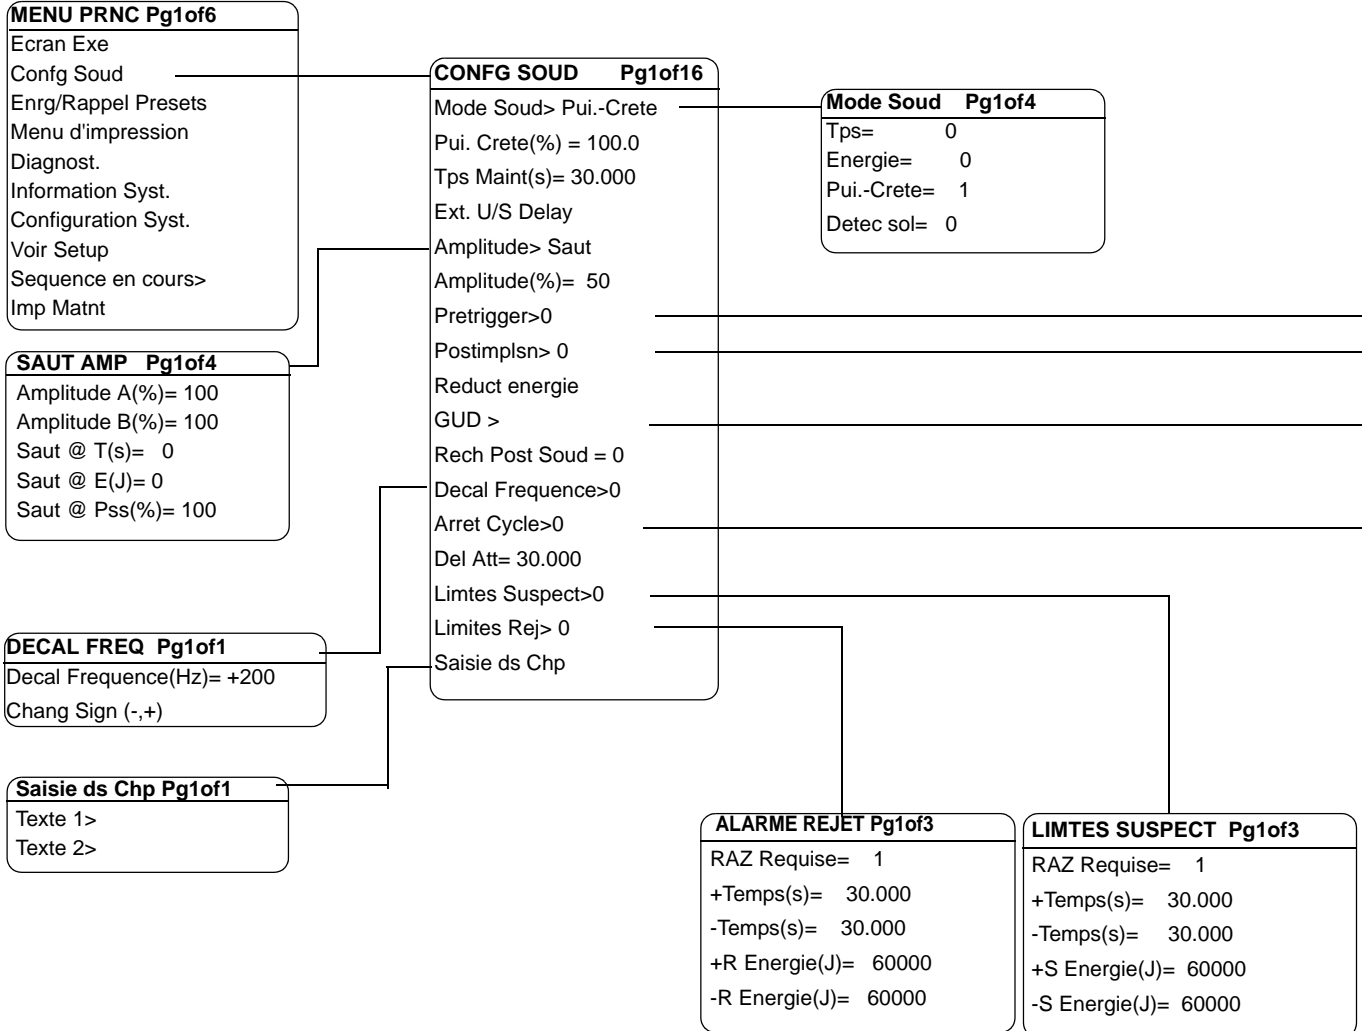 MENU PRNC Pg1of6
Ecran Exe
Confg Soud
Enrg/Rappel Presets
Menu d'impression
Diagnost.
Information Syst.
Configuration Syst.
Voir Setup
Sequence en cours>
Imp Matnt
SAUT AMP Pg1of4
Amplitude A(%)= 100
Amplitude B(%)= 100
Saut @ T(s)= 0
Saut @ E(J)= 0
Saut @ Pss(%)= 100
DECAL FREQ Pg1of1
Decal Frequence(Hz)= +200
Chang Sign (-,+)
Saisie ds Chp Pg1of1
Texte 1>
Texte 2>
CONFG SOUD Pg1of16
Mode Soud> Pui.-Crete
Pui. Crete(%) = 100.0
Tps Maint(s)= 30.000
Ext. U/S Delay
Amplitude> Saut
Amplitude(%)= 50
Pretrigger>0
Postimplsn> 0
Reduct energie
GUD >
Rech Post Soud = 0
Decal Frequence>0
Arret Cycle>0
Del Att= 30.000
Limtes Suspect>0
Limites Rej> 0
Saisie ds Chp
Mode Soud Pg1of4
Tps= 0
Energie= 0
Pui.-Crete= 1
Detec sol= 0
ALARME REJET Pg1of3
RAZ Requise= 1
+Temps(s)= 30.000
-Temps(s)= 30.000
+R Energie(J)= 60000
-R Energie(J)= 60000
LIMTES SUSPECT Pg1of3
RAZ Requise= 1
+Temps(s)= 30.000
-Temps(s)= 30.000
+S Energie(J)= 60000
-S Energie(J)= 60000